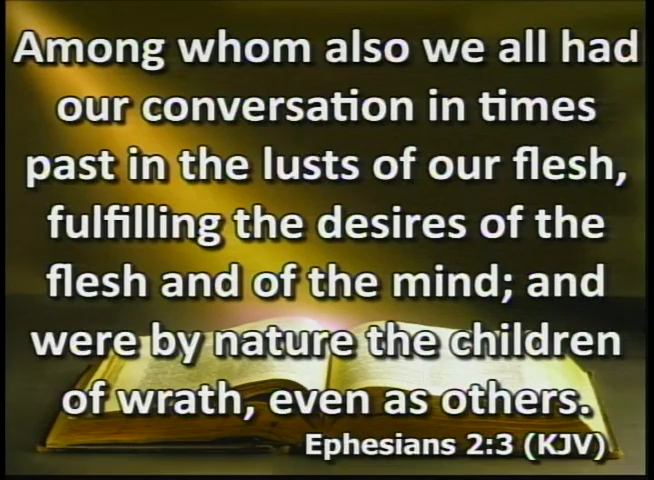 Among whom also we all had
our conversation in times
past in the lusts of our flesh,
fulfilling the desires of the
flesh and of the mind; and
were by nature the children
of wrath, even as others.
Ephesians 2:3 (KJV)